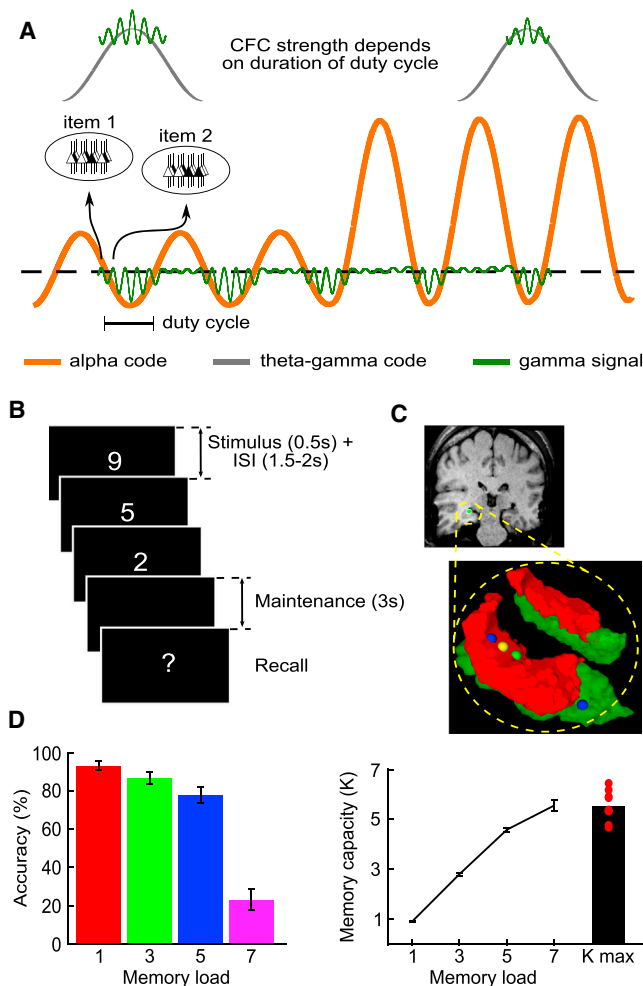 A
CFC strength depends
on duration of duty cycle
item 1
item 2
duty cycle
alpha code
theta-gamma code
gamma signal
B
9
5
2
?
Stimulus (0.5s) +
ISI (1.5-2s)
Maintenance (3s)
Recall
C
D
Accuracy (%)
100
80
60
40
20
0
1 3 5 7
Memory load
Memory capacity (K)
7
5
3
1
1 3 5 7 K max
Memory load